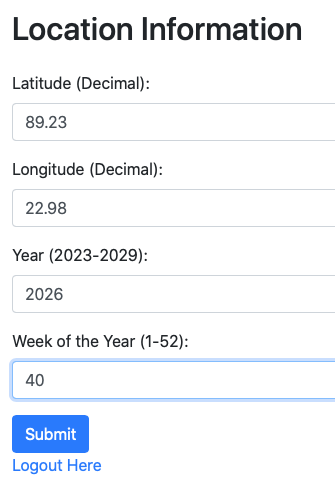 Location Information
Latitude (Decimal):
89.23
Longitude (Decimal):
22.98
Year (2023-2029):
2026
Week of the Year (1-52):
40
Submit
Logout Here